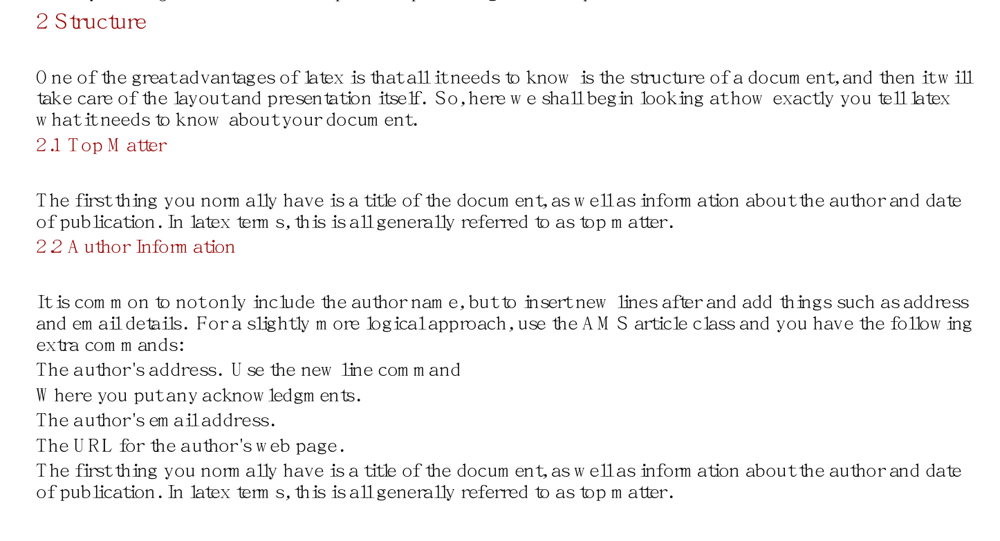 2 Structure
One of the great advantages of latex is that all it needs to know is the structure of a document, and then it will
take care of the layout and presentation itself. So, here we shall begin looking at how exactly you tell latex
what it needs to know about your document.
2.1 Top Matter
The first thing you normally have is a title of the document, as well as information about the author and date
of publication. In latex terms, this is all generally referred to as top matter.
2.2 Author Information
It is common to not only include the author name, but to insert new lines after and add things such as address
and email details. For a slightly more logical approach, use the AMS article class and you have the following
extra commands:
The author's address. Use the new line command
Where you put any acknowledgments.
The author's email address.
The URL for the author's web page.
The first thing you normally have is a title of the document, as well as information about the author and date
of publication. In latex terms, this is all generally referred to as top matter.